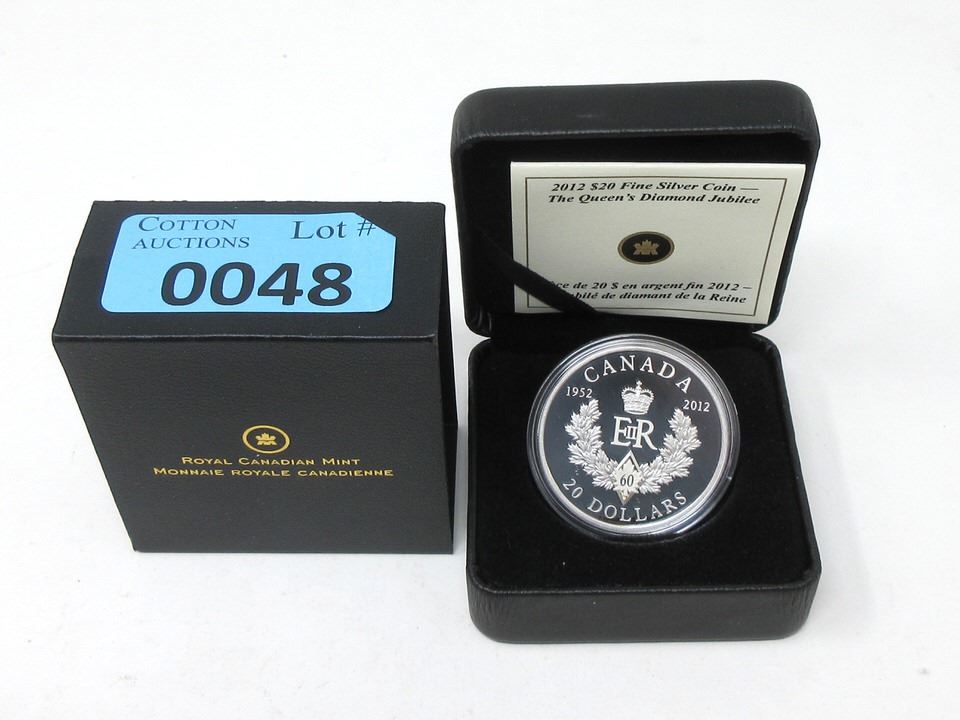 COTTON
AUCTIONS
Lot #
0048
ROYAL CANADIAN MINT
MONNAIE ROYALE CANADIENNE
2012 $20 Fine Silver Coin —
The Queen's Diamond Jubilee
de 20 $ en argent fin 2012 –
de diamant de la Reine
CANADA
1952
2012
EIIR
60
20 DOLLARS